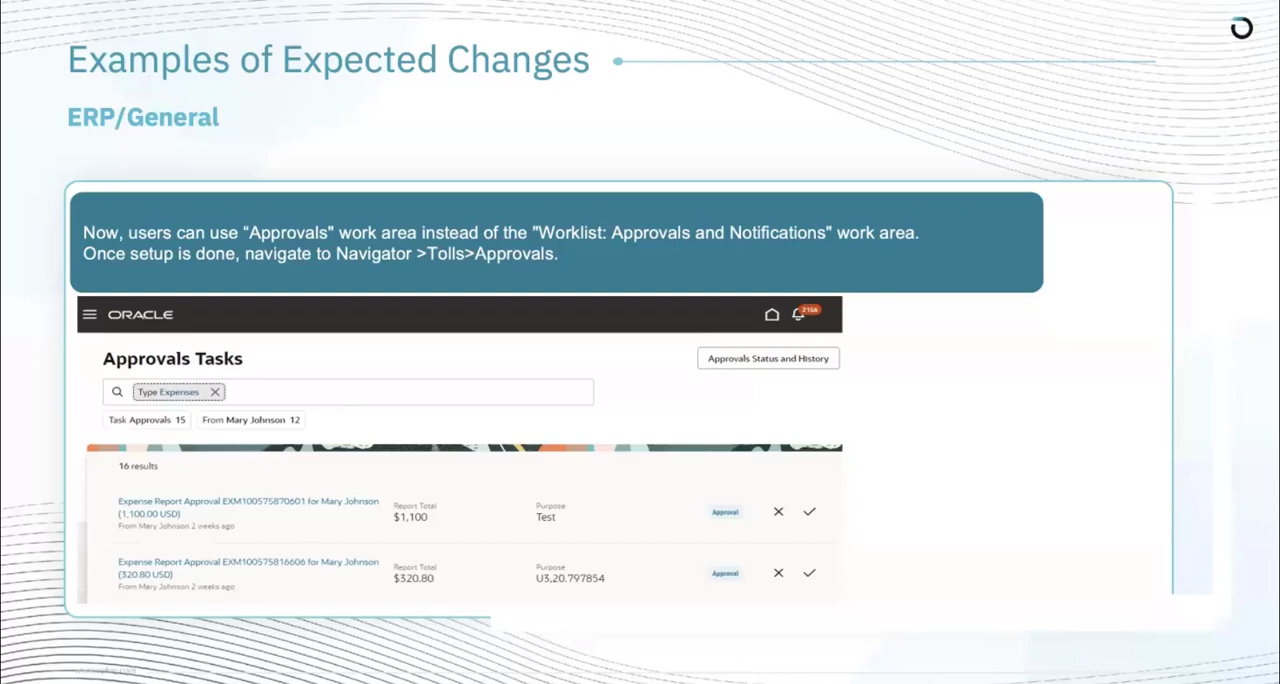 Examples of Expected Changes
ERP/General
Now, users can use “Approvals" work area instead of the "Worklist: Approvals and Notifications" work area.
Once setup is done, navigate to Navigator >Tolls>Approvals.
ORACLE
2156
Approvals Tasks
Approvals Status and History
Type Expenses
Task Approvals 15 From Mary Johnson 12
16 results
Expense Report Approval EXM100575870601 for Mary Johnson
(1,100.00 USD)
From Mary Johnson 2 weeks ago
Report Total
$1,100
Purpose
Test
Approval
Expense Report Approval EXM100575816606 for Mary Johnson
(320.80 USD)
From Mary Johnson 2 weeks ago
Report Total
$320.80
Purpose
U3,20.797854
Approval